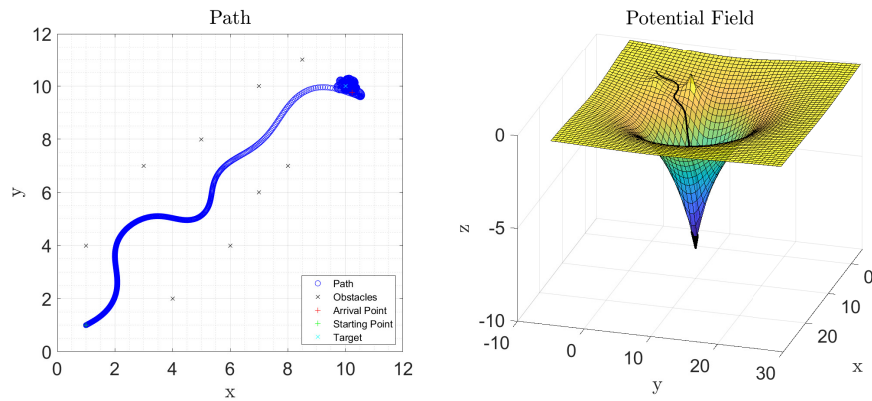 Path
12
10
8
6
4
2
0
y
0
2
4
6
8
10
12
x
Path
Obstacles
Arrival Point
Starting Point
Target
Potential Field
0
-5
-10
z
-10
0
10
20
30
y
0
10
20
x